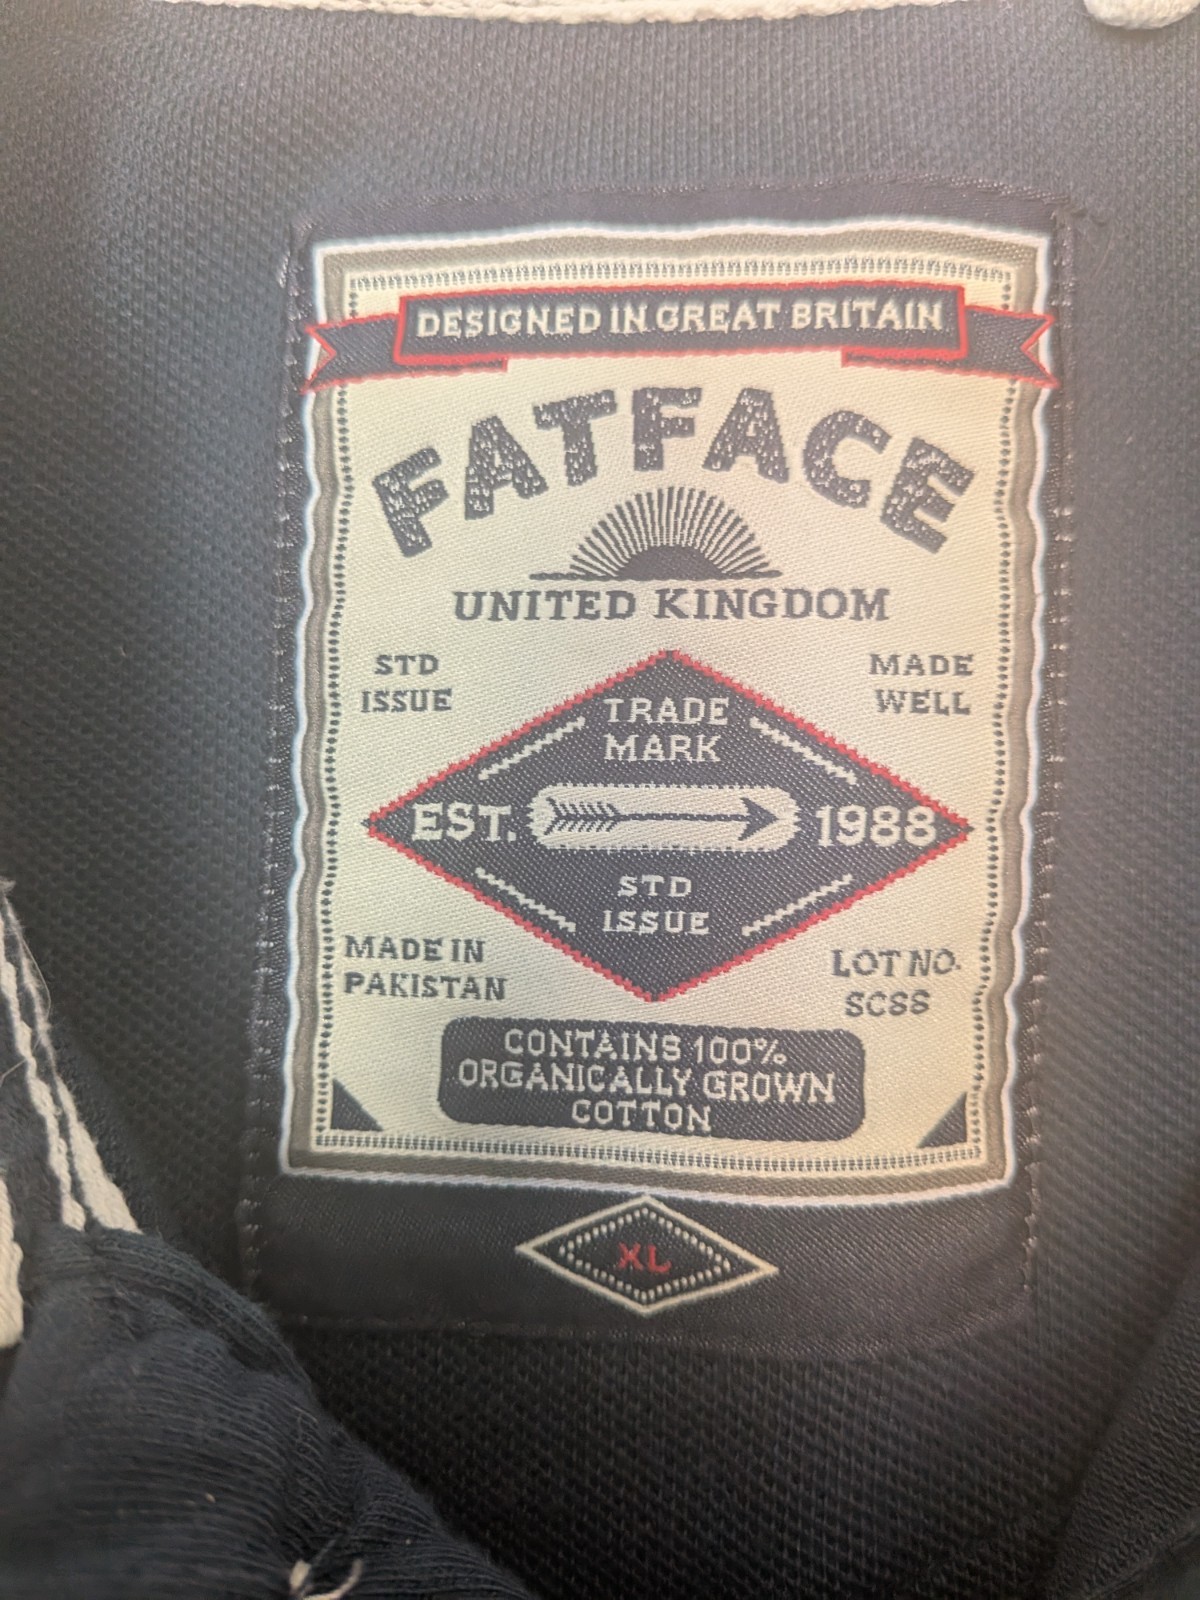 DESIGNED IN GREAT BRITAIN
FATFACE
UNITED KINGDOM
STD
ISSUE
MADE
WELL
TRADE
MARK
EST. 1988
STD
ISSUE
MADE IN
PAKISTAN
LOT NO.
SCSS
CONTAINS 100%
ORGANICALLY GROWN
COTTON
XL